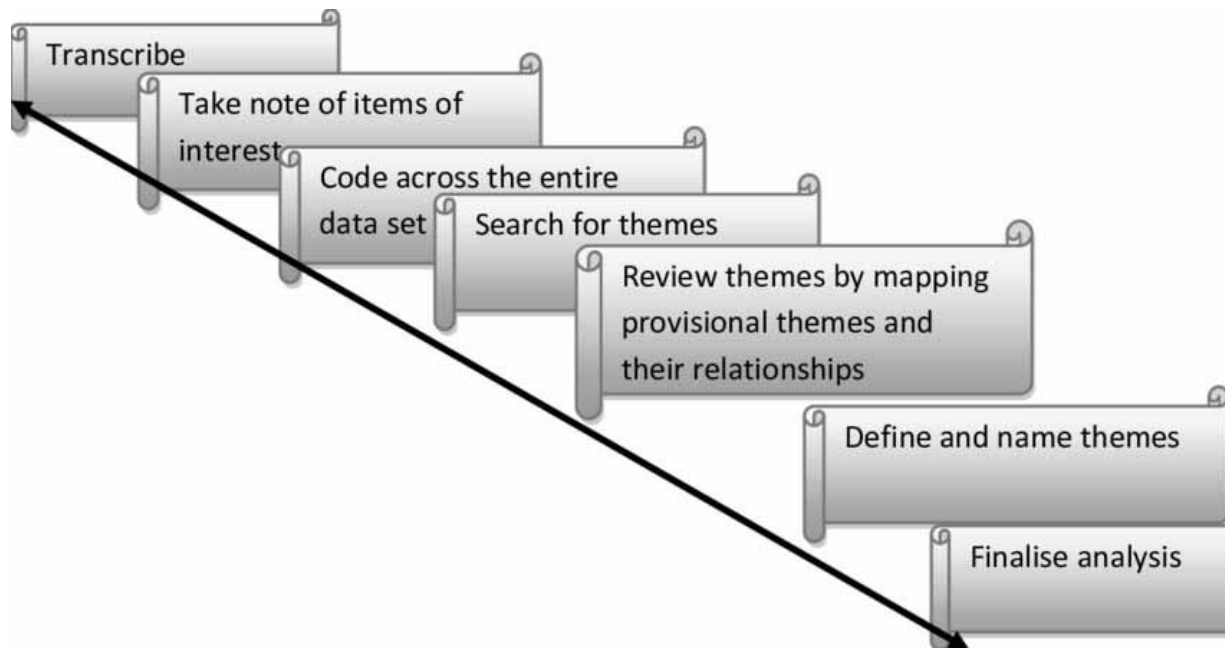 Transcribe
Take note of items of
interest
Code across the entire
data set
Search for themes
Review themes by mapping
provisional themes and
their relationships
Define and name themes
Finalise analysis